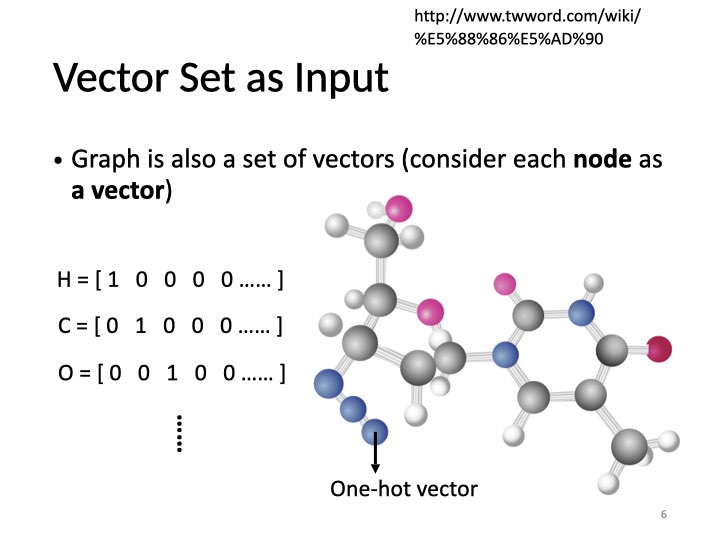 http://www.twword.com/wiki/
%E5%88%86%E5%AD%90
Vector Set as Input
• Graph is also a set of vectors (consider each node as
a vector)
H = [ 1 0 0 0 0 …… ]
C = [ 0 1 0 0 0 …… ]
O = [ 0 0 1 0 0 …… ]
……
One-hot vector
6